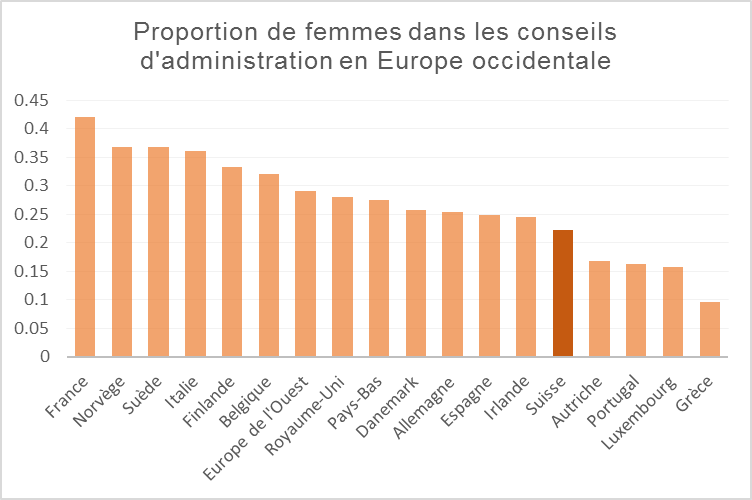 Proportion de femmes dans les conseils
d'administration en Europe occidentale
0.45
0.4
0.35
0.3
0.25
0.2
0.15
0.1
0.05
0
France
Norvège
Suède
Italie
Finlande
Belgique
Europe de l'Ouest
Royaume-Uni
Pays-Bas
Danemark
Allemagne
Espagne
Irlande
Suisse
Autriche
Portugal
Luxembourg
Grèce